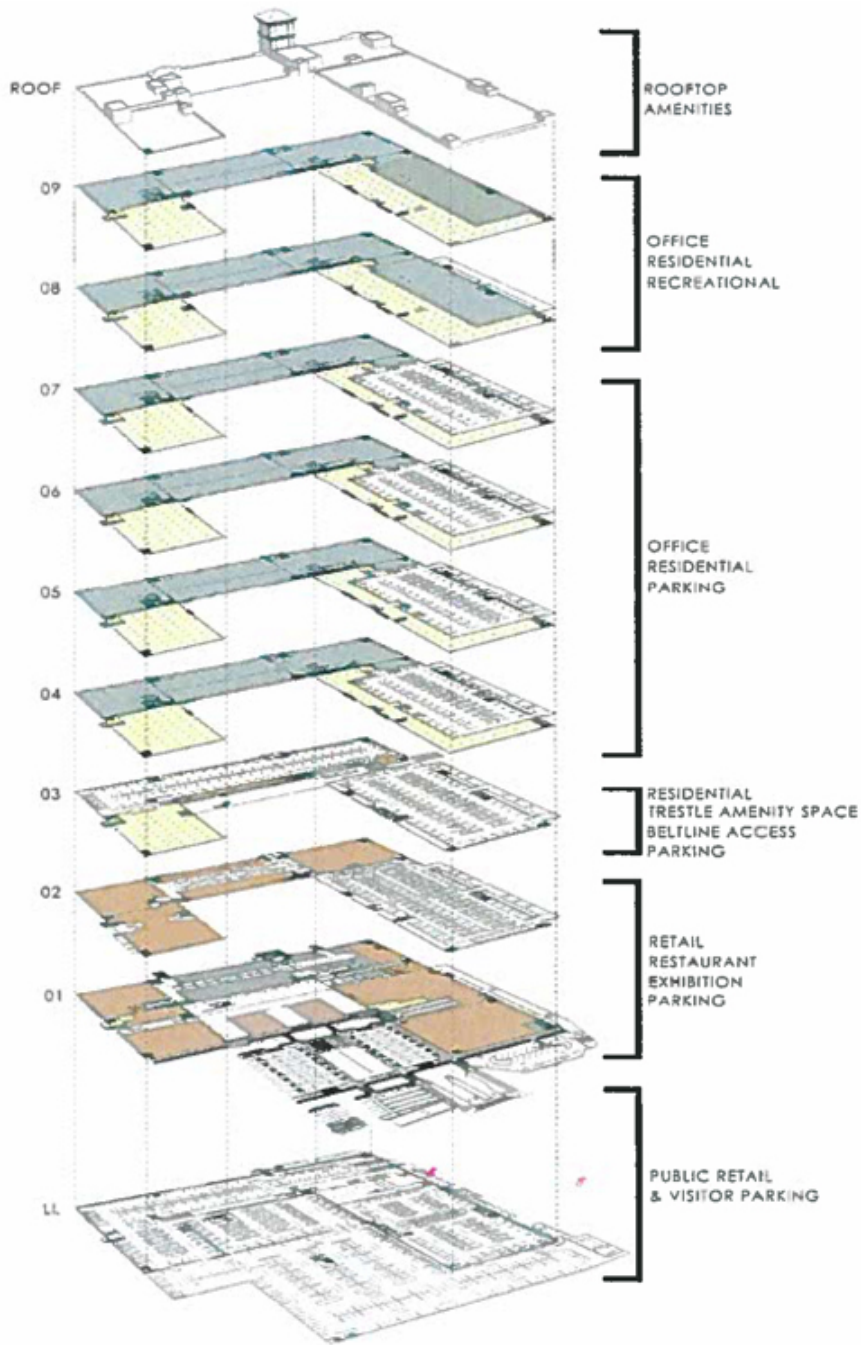 ROOF
ROOFTOP
AMENITIES
09
OFFICE
RESIDENTIAL
RECREATIONAL
08
07
06
OFFICE
RESIDENTIAL
PARKING
05
04
03
RESIDENTIAL
TRESTLE AMENITY SPACE
BELTLINE ACCESS
PARKING
02
RETAIL
RESTAURANT
EXHIBITION
PARKING
01
PUBLIC RETAIL
& VISITOR PARKING
LL